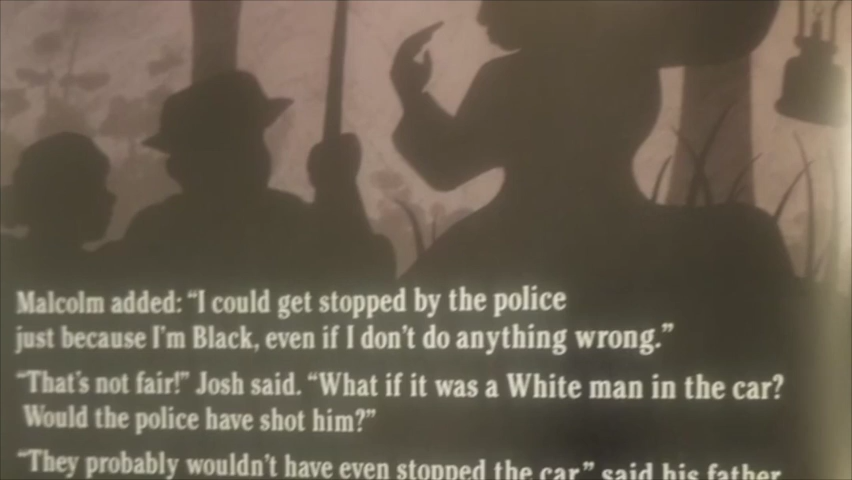 Malcolm added: “I could get stopped by the police
just because I'm Black, even if I don't do anything wrong.”
“That's not fair!” Josh said. “What if it was a White man in the car?
Would the police have shot him?”
“They probably wouldn't have even stopped the car” said his father